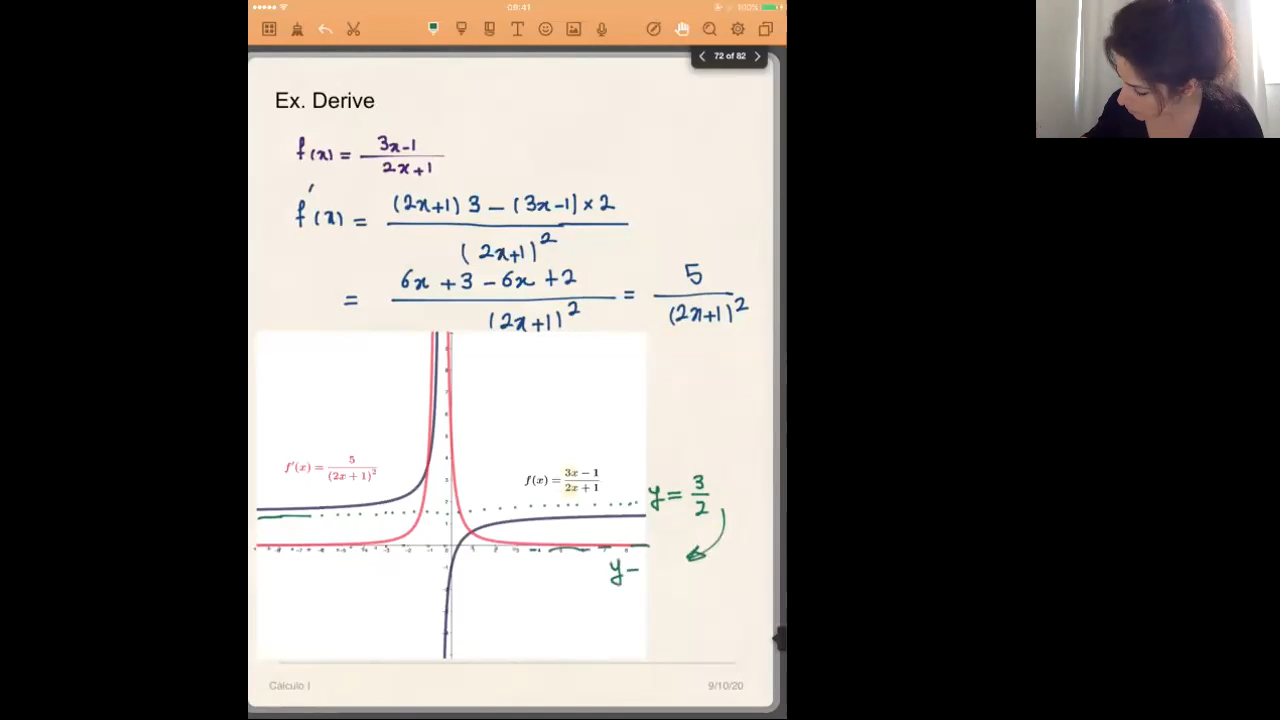 09:41
100%
72 of 82
Ex. Derive
f(x) = 3x-1 / 2x+1
f'(x) = (2x+1) 3 - (3x-1) × 2 / (2x+1)^2
= 6x + 3 - 6x + 2 / (2x+1)^2 = 5 / (2x+1)^2
f'(x) = 5 / (2x + 1)^2
f(x) = 3x − 1 / 2x + 1
y = 3/2
y -
Cálculo I
9/10/20